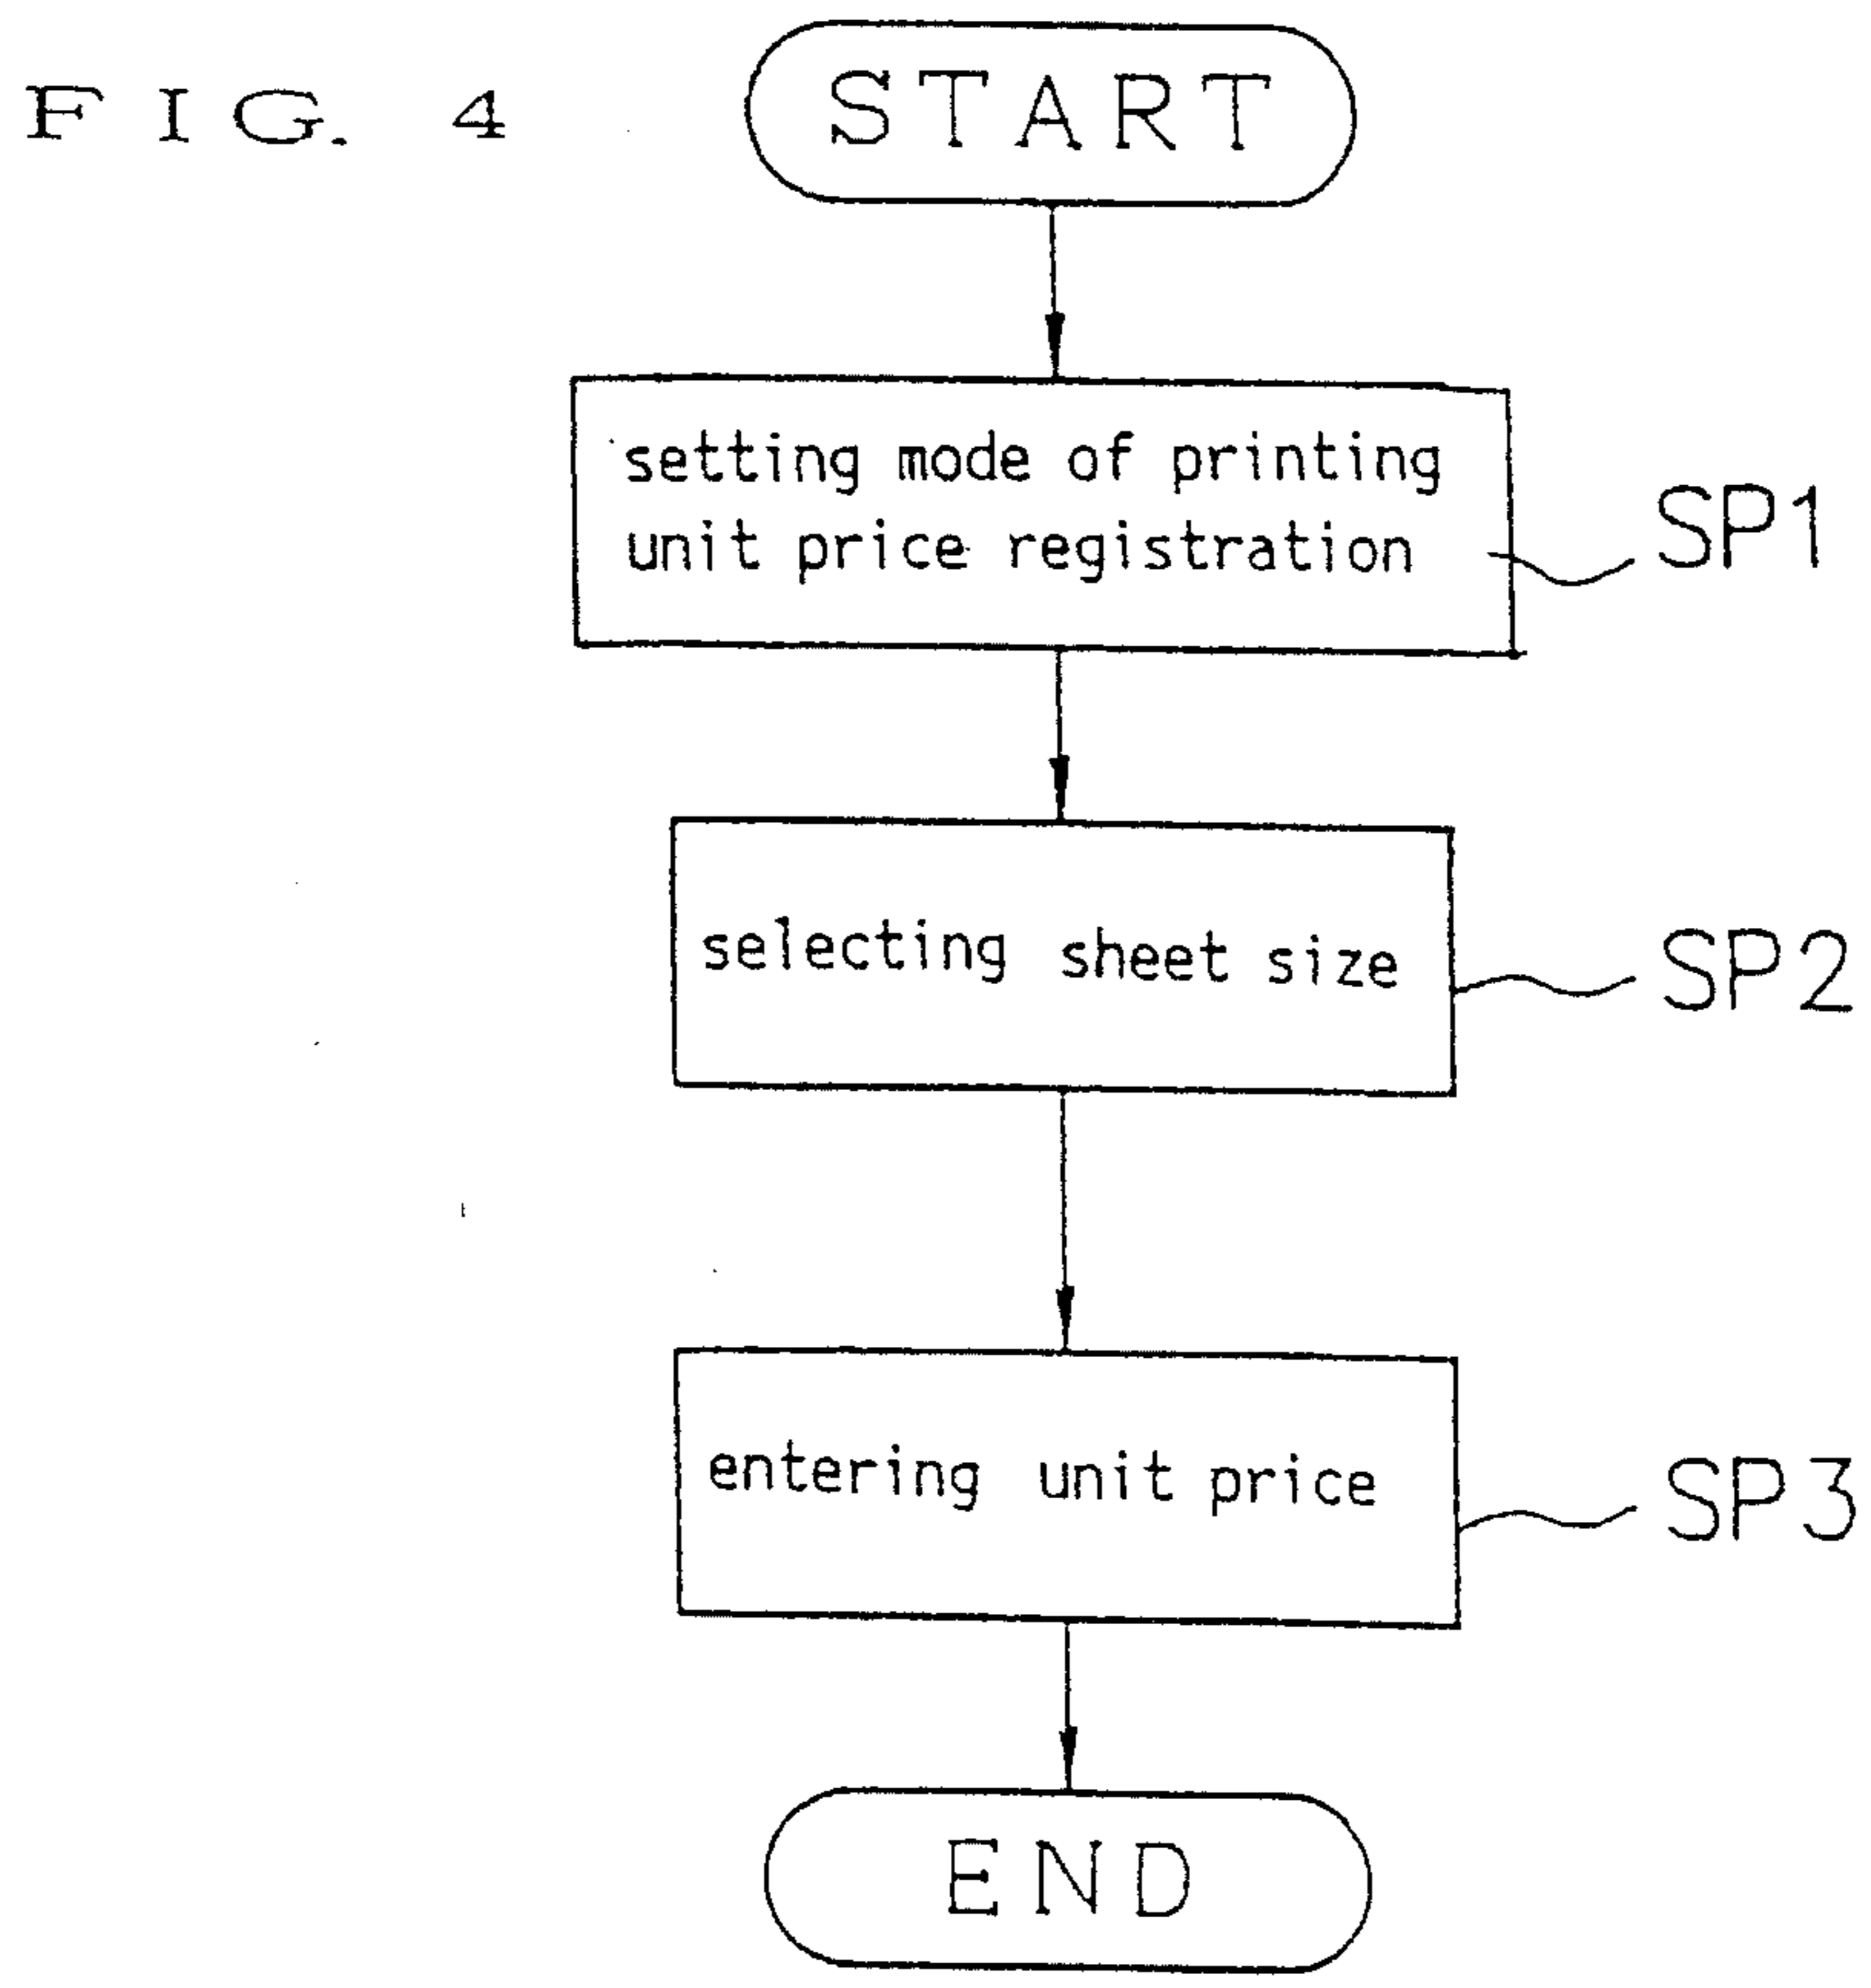 FIG. 4
START
setting mode of printing
unit price registration
SP1
selecting sheet size
SP2
entering unit price
SP3
END